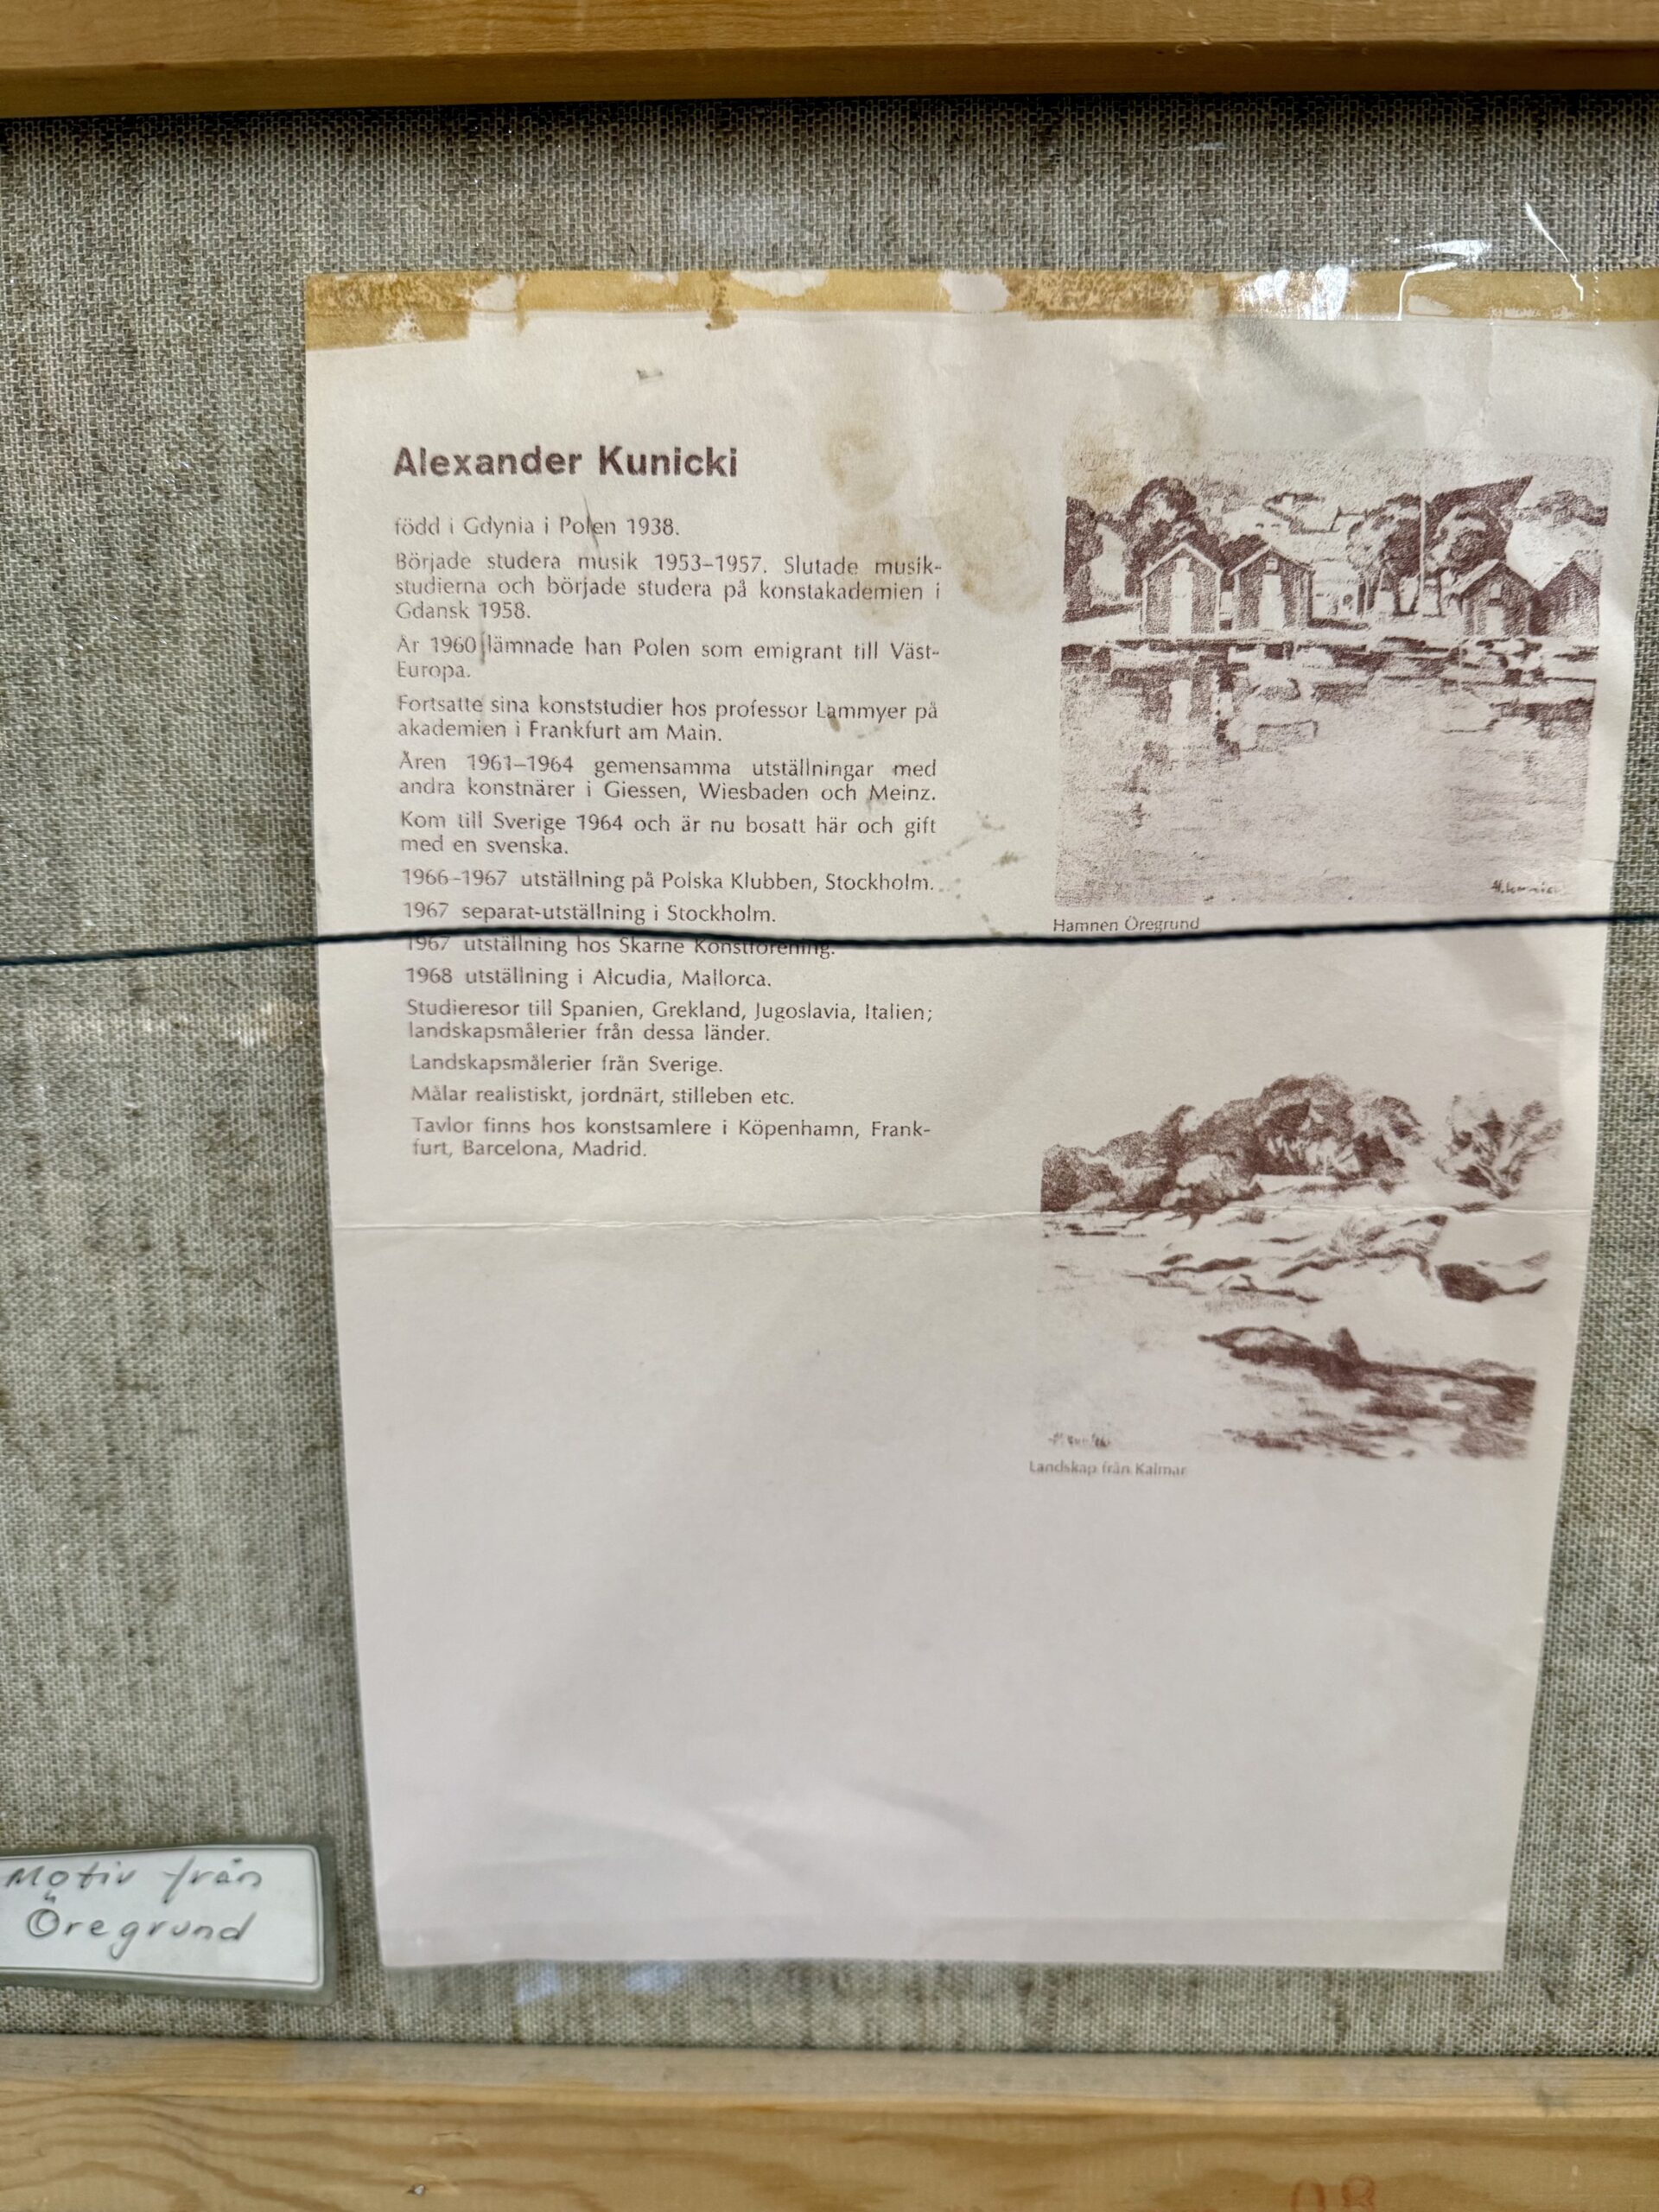 Alexander Kunicki
född i Gdynia i Polen 1938.
Började studera musik 1953–1957. Slutade musik-
studierna och började studera på konstakademien i
Gdansk 1958.
År 1960 lämnade han Polen som emigrant till Väst-
Europa.
Fortsatte sina konststudier hos professor Lammyer på
akademien i Frankfurt am Main.
Åren 1961–1964 gemensamma utställningar med
andra konstnärer i Giessen, Wiesbaden och Meinz.
Kom till Sverige 1964 och är nu bosatt här och gift
med en svenska.
1966–1967 utställning på Polska Klubben, Stockholm.
1967 separat-utställning i Stockholm.
1967 utställning hos Skarne Konstförening.
1968 utställning i Alcudia, Mallorca.
Studieresor till Spanien, Grekland, Jugoslavia, Italien;
landskapsmålerier från dessa länder.
Landskapsmålerier från Sverige.
Målar realistiskt, jordnärt, stilleben etc.
Tavlor finns hos konstsamlere i Köpenhamn, Frank-
furt, Barcelona, Madrid.
Hamnen Öregrund
Landskap från Kalmar
Motiv från
Öregrund